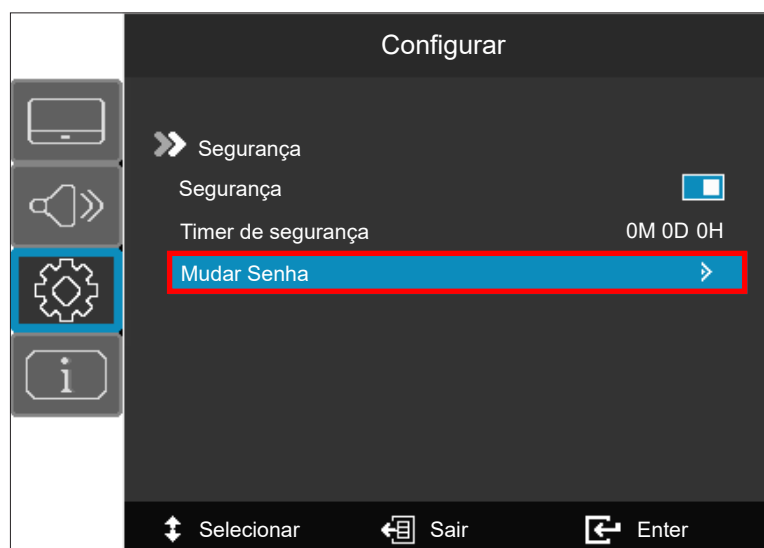 Configurar
Segurança
Segurança
Timer de segurança 0M 0D 0H
Mudar Senha
i
Selecionar Sair Enter